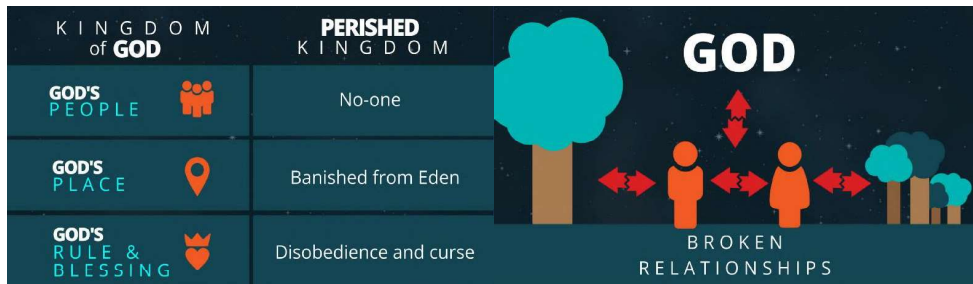 KINGDOM
of GOD
PERISHED
KINGDOM
GOD'S
PEOPLE
No-one
GOD'S
PLACE
Banished from Eden
GOD'S
RULE &
BLESSING
Disobedience and curse
GOD
BROKEN
RELATIONSHIPS